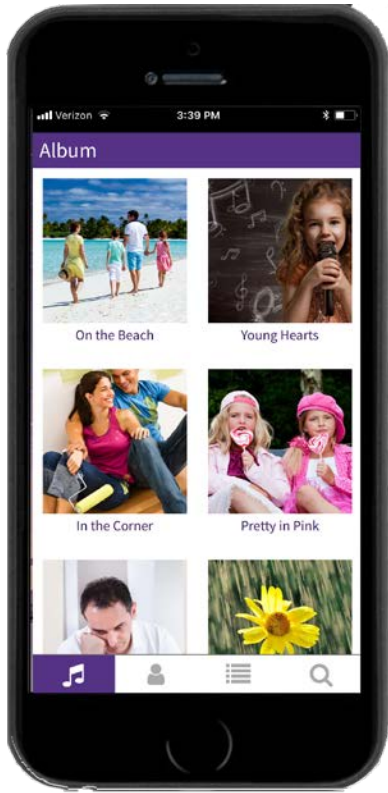 Verizon 3:39 PM
Album
On the Beach Young Hearts
In the Corner Pretty in Pink